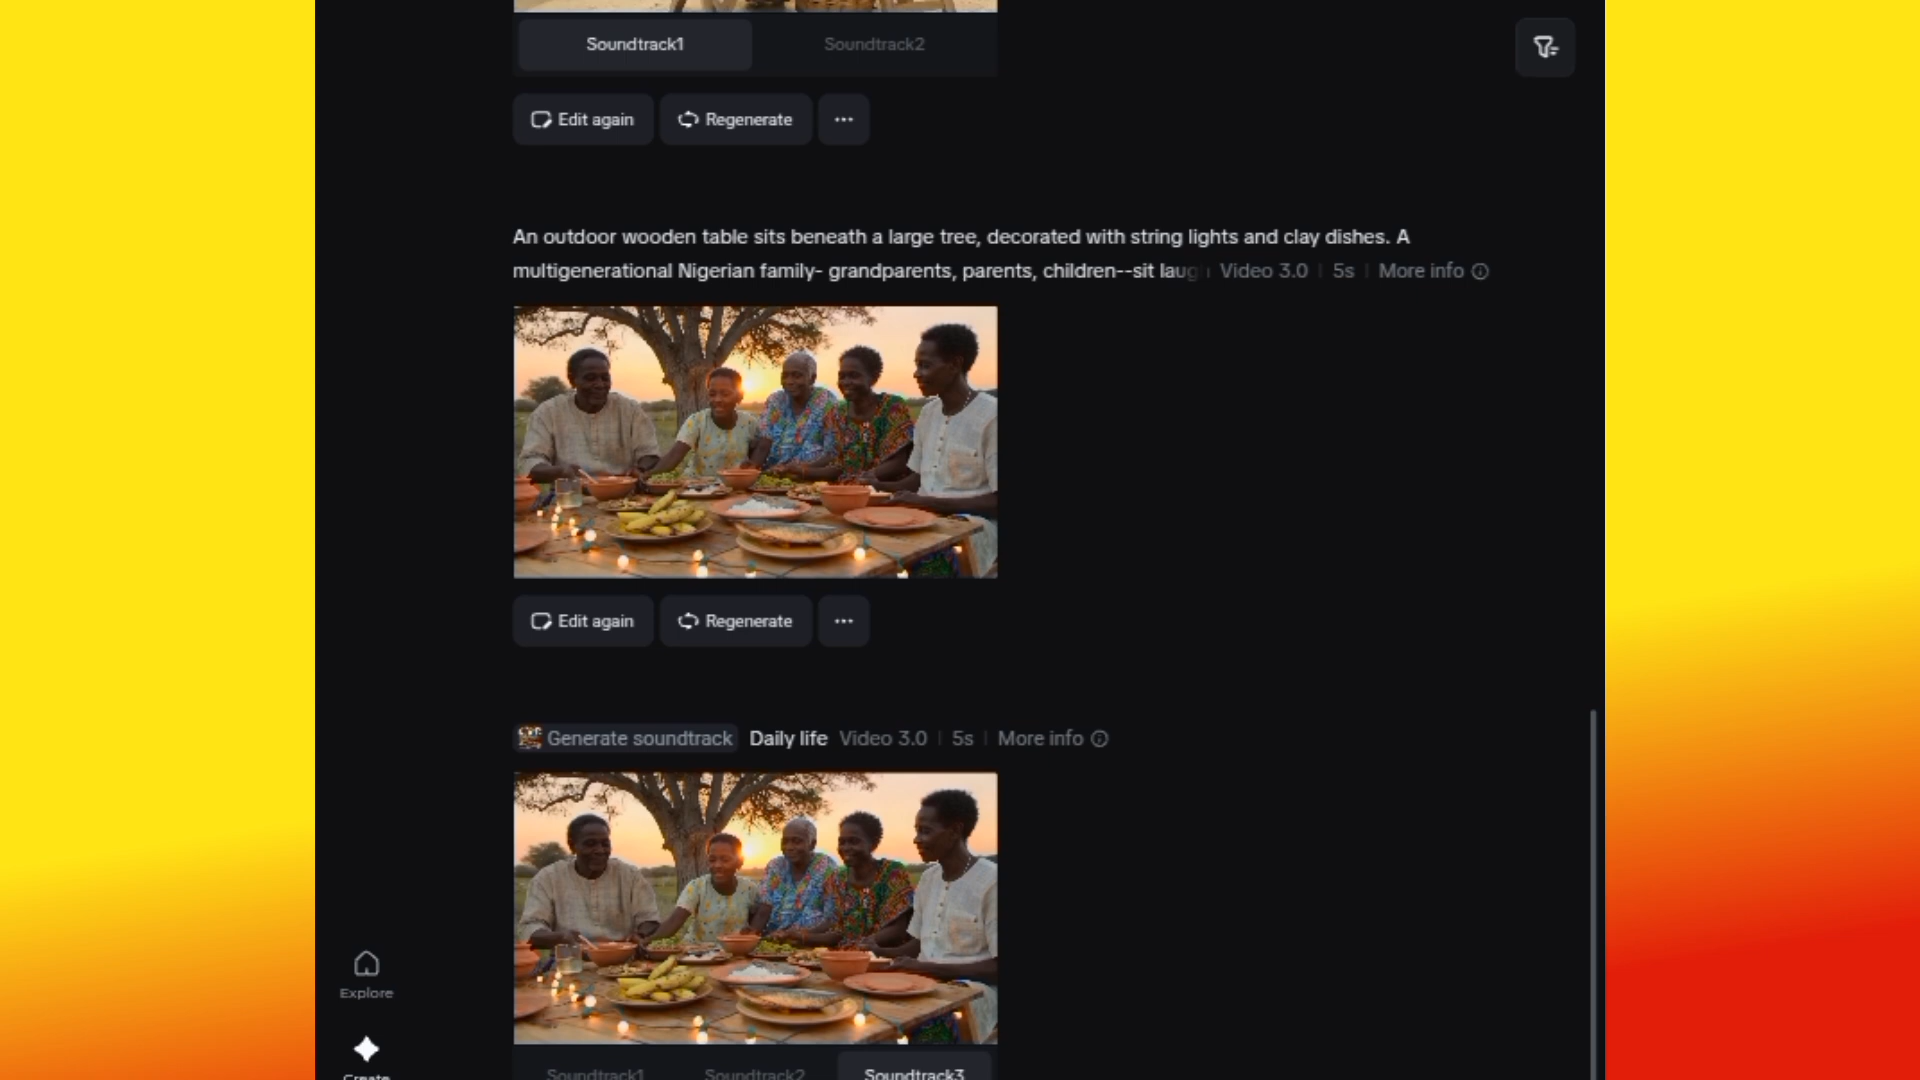 Soundtrack1 Soundtrack2
Edit again Regenerate
An outdoor wooden table sits beneath a large tree, decorated with string lights and clay dishes. A
multigenerational Nigerian family- grandparents, parents, children--sit laug Video 3.0 | 5s | More info
Edit again Regenerate
Generate soundtrack Daily life Video 3.0 | 5s | More info
Explore
Create
Soundtrack1 Soundtrack2 Soundtrack3